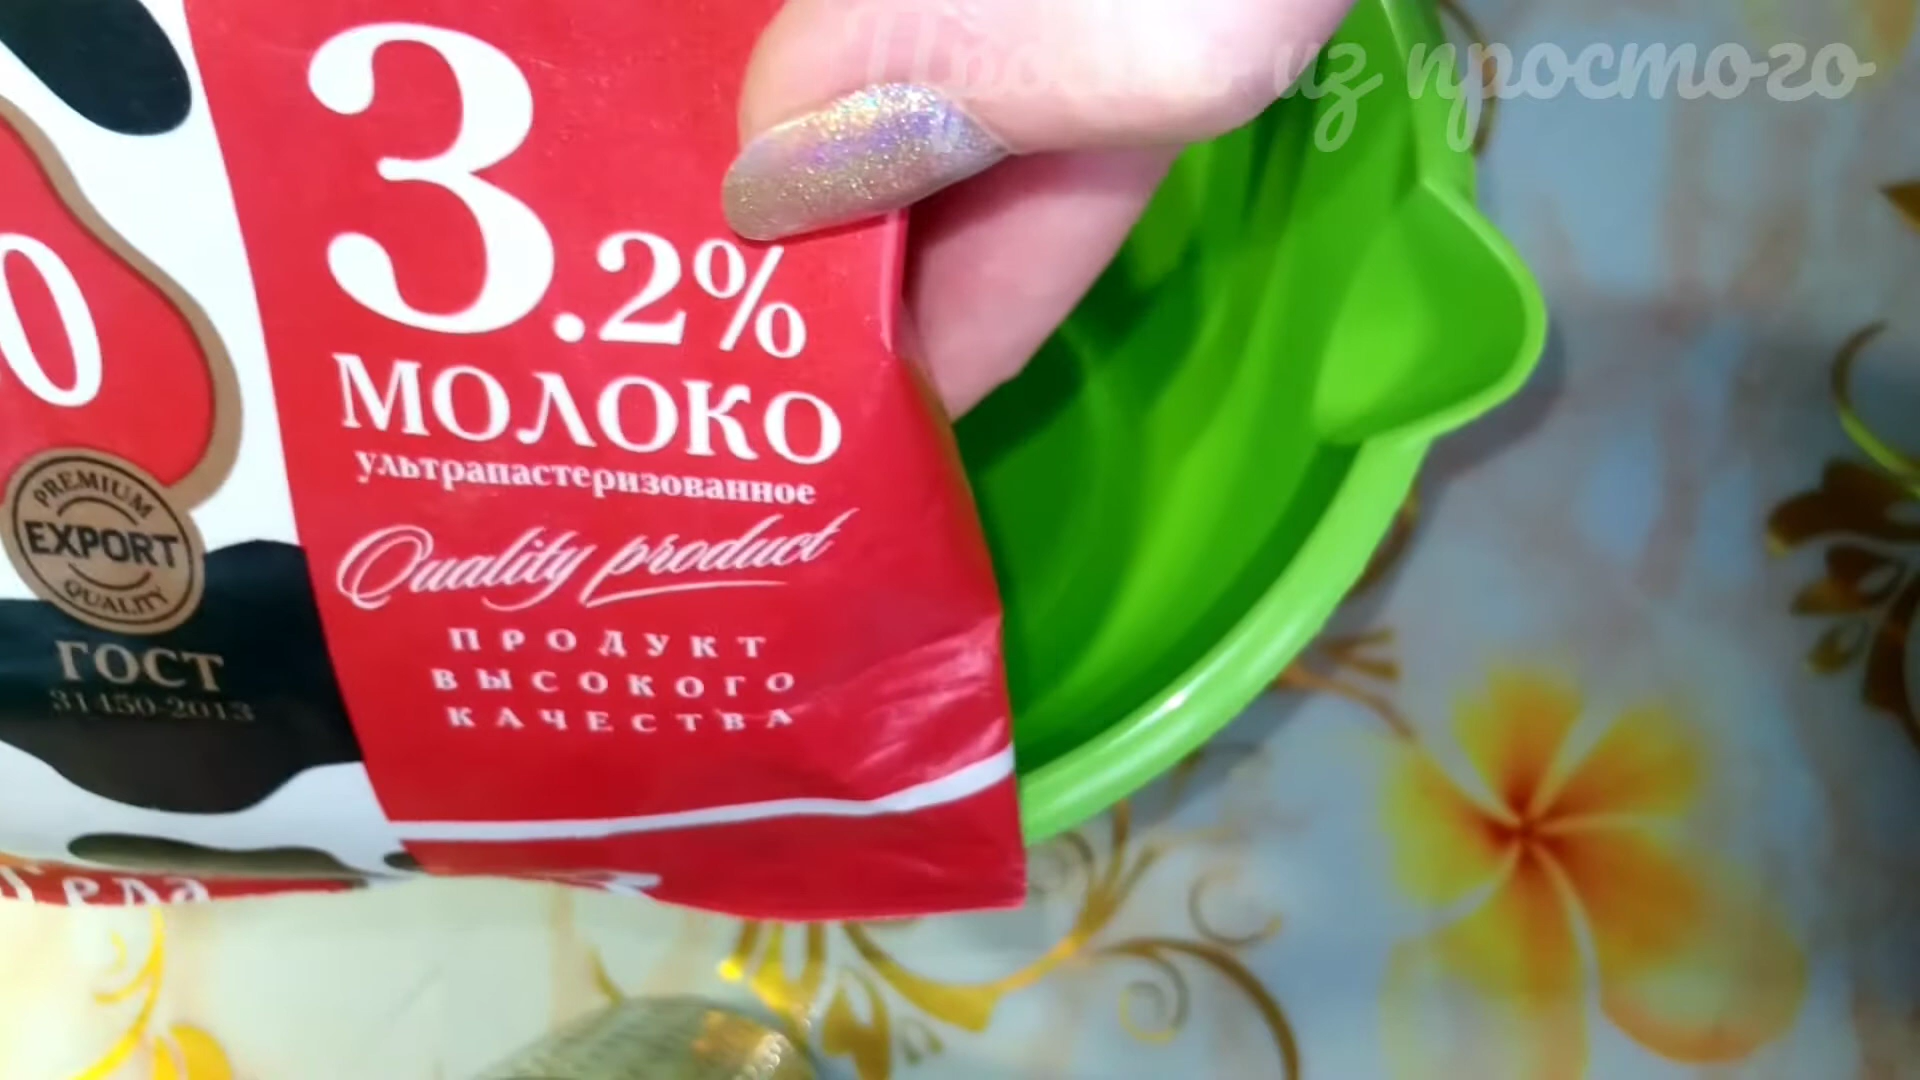 из простого
3.2%
МОЛОКО
ультрапастеризованное
Quality product
ПРОДУКТ
ВЫСОКОГО
КАЧЕСТВА
PREMIUM
EXPORT
QUALITY
ГОСТ
31450-2013